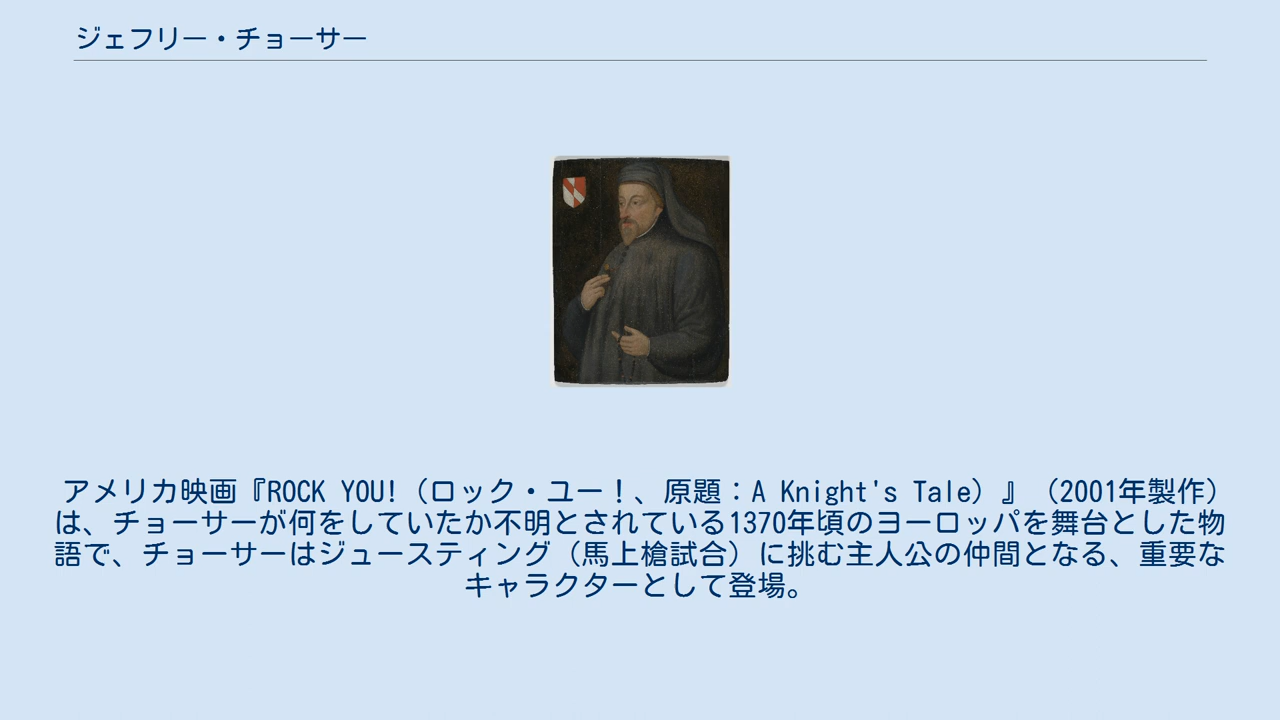 ジェフリー・チョーサー
アメリカ映画『ROCK YOU!（ロック・ユー！、原題：A Knight's Tale）』（2001年製作）
は、チョーサーが何をしていたか不明とされている1370年頃のヨーロッパを舞台とした物
語で、チョーサーはジュースティング（馬上槍試合）に挑む主人公の仲間となる、重要な
キャラクターとして登場。